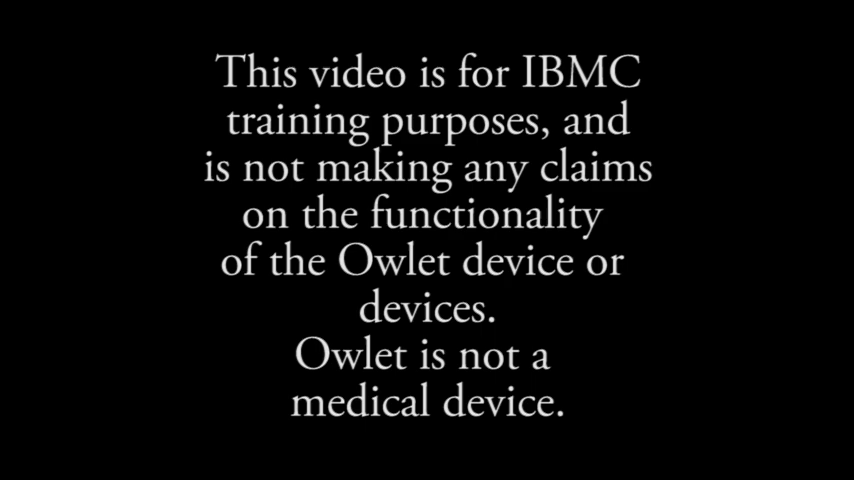 This video is for IBMC
training purposes, and
is not making any claims
on the functionality
of the Owlet device or
devices.
Owlet is not a
medical device.